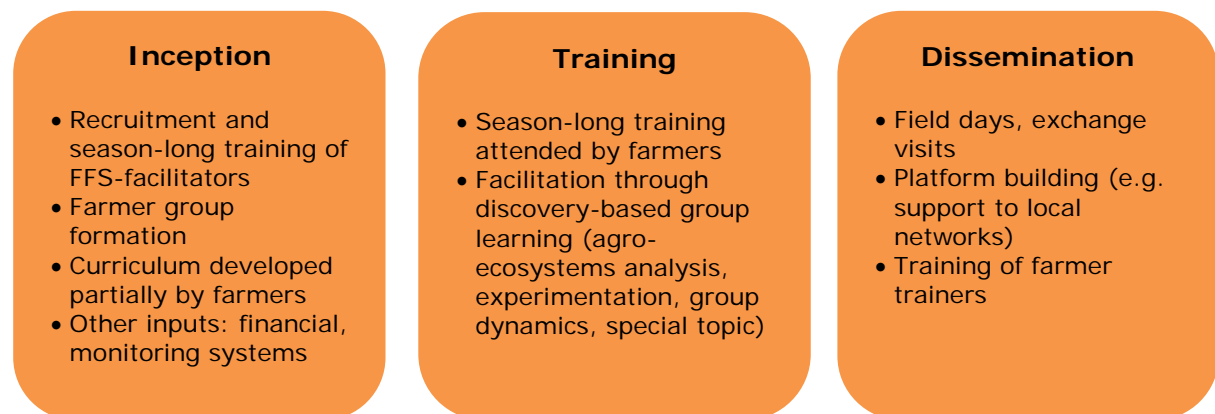 Inception
• Recruitment and
season-long training of
FFS-facilitators
• Farmer group
formation
• Curriculum developed
partially by farmers
• Other inputs: financial,
monitoring systems
Training
• Season-long training
attended by farmers
• Facilitation through
discovery-based group
learning (agro-
ecosystems analysis,
experimentation, group
dynamics, special topic)
Dissemination
• Field days, exchange
visits
• Platform building (e.g.
support to local
networks)
• Training of farmer
trainers